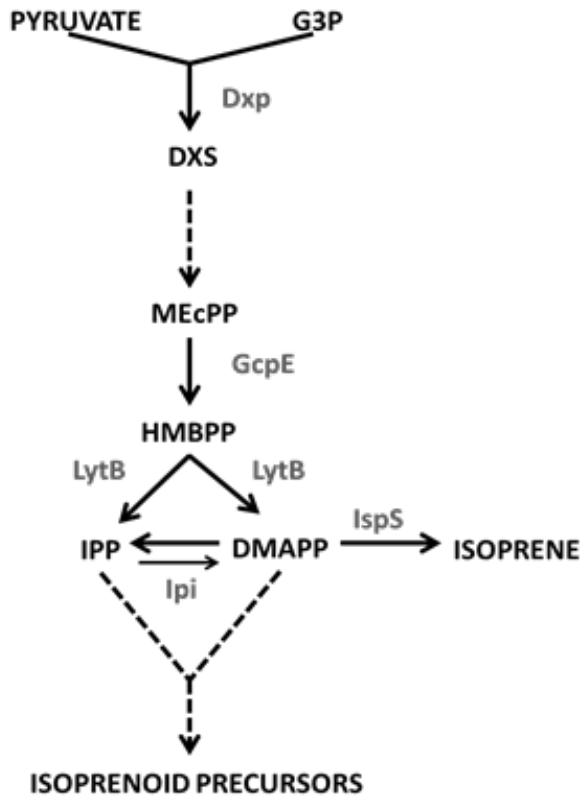 PYRUVATE G3P
Dxp
DXS
MEcPP
GcpE
HMBPP
LytB LytB
IspS
IPP DMAPP ISOPRENE
Ipi
ISOPRENOID PRECURSORS